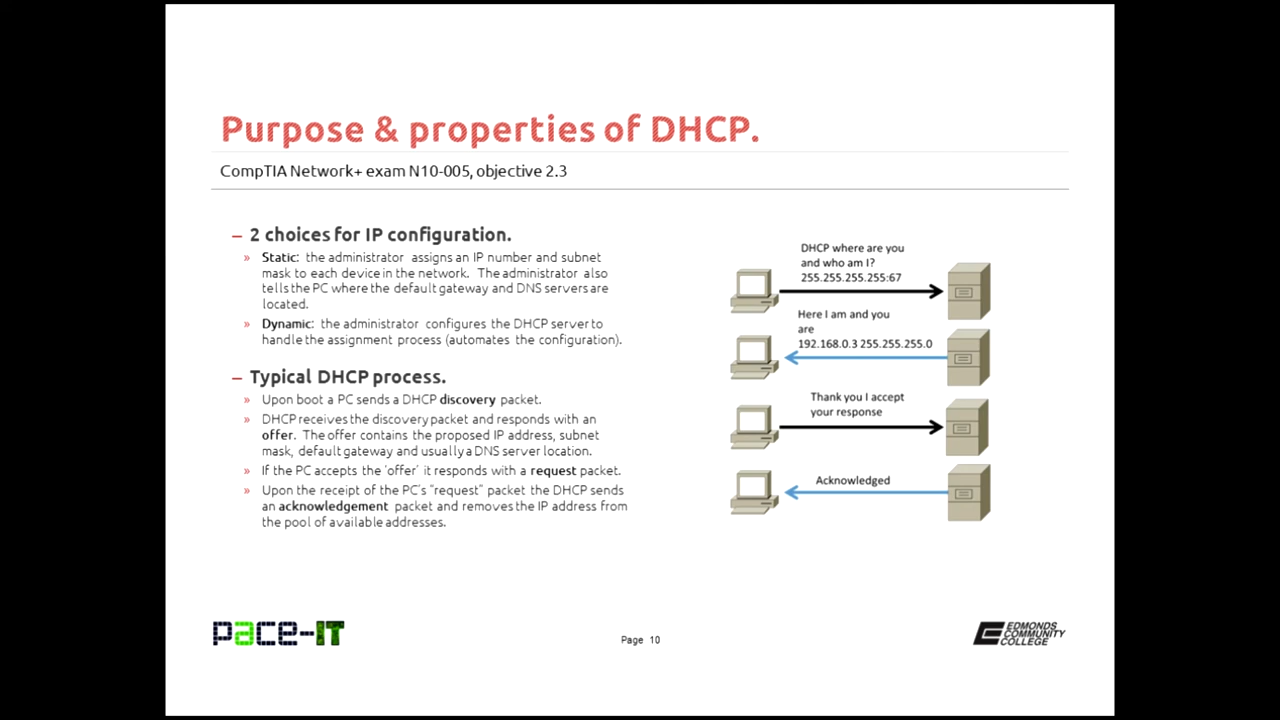 Purpose & properties of DHCP.
CompTIA Network+ exam N10-005, objective 2.3
– 2 choices for IP configuration.
» Static: the administrator assigns an IP number and subnet
mask to each device in the network. The administrator also
tells the PC where the default gateway and DNS servers are
located.
» Dynamic: the administrator configures the DHCP server to
handle the assignment process (automates the configuration).
– Typical DHCP process.
» Upon boot a PC sends a DHCP discovery packet.
» DHCP receives the discovery packet and responds with an
offer. The offer contains the proposed IP address, subnet
mask, default gateway and usually a DNS server location.
» If the PC accepts the 'offer' it responds with a request packet.
» Upon the receipt of the PC's "request" packet the DHCP sends
an acknowledgement packet and removes the IP address from
the pool of available addresses.
DHCP where are you
and who am I?
255.255.255.255:67
Here I am and you
are
192.168.0.3 255.255.255.0
Thank you I accept
your response
Acknowledged
pace-IT
Page 10
EDMONDS
COMMUNITY
COLLEGE